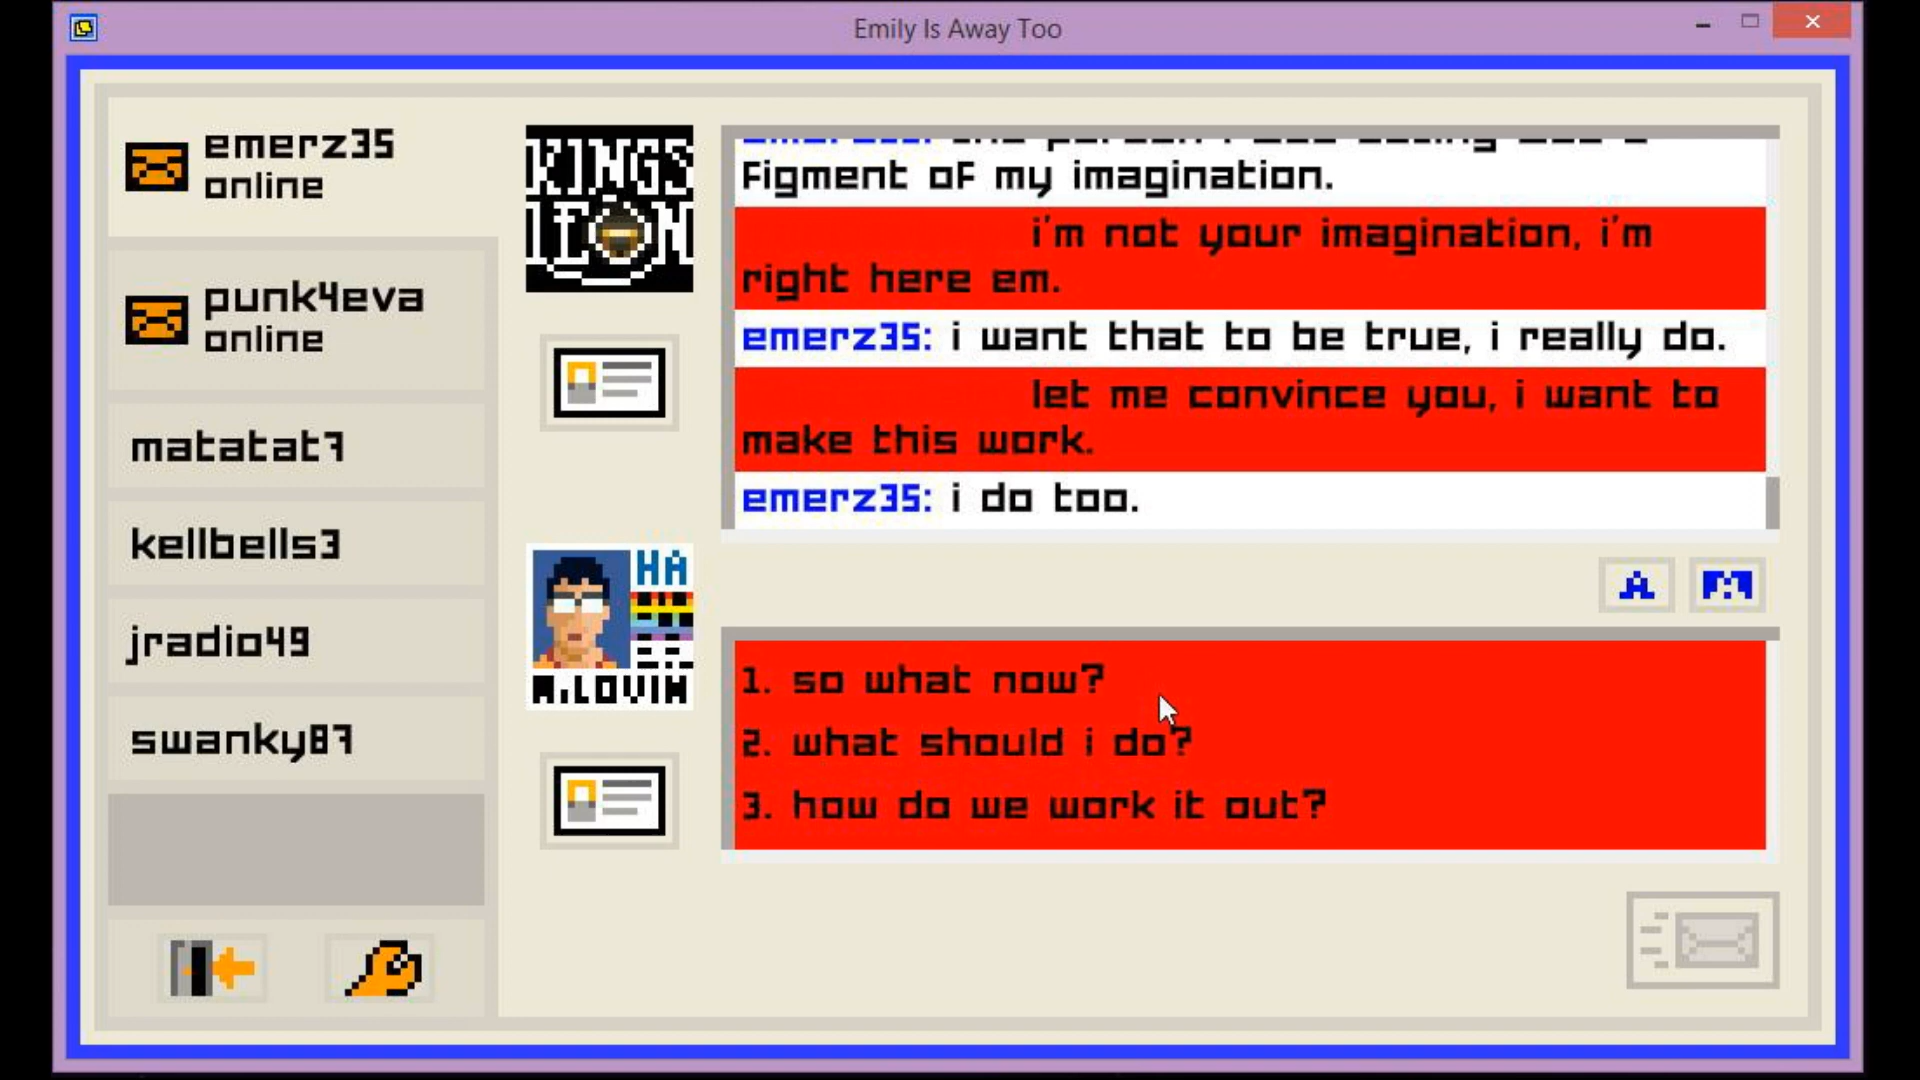 Emily Is Away Too
emerz35
online
punk4eva
online
matatat7
kellbells3
jradio49
swanky87
KINGS
OF
LEON
figment of my imagination.
i'm not your imagination, i'm
right here em.
emerz35: i want that to be true, i really do.
let me convince you, i want to
make this work.
emerz35: i do too.
A
HA
1. so what now?
2. what should i do?
3. how do we work it out?